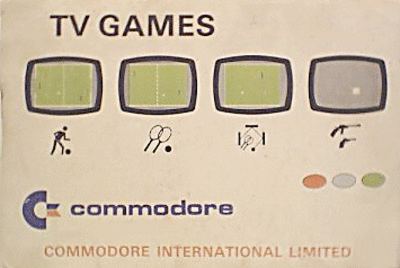 TV GAMES
commodore
COMMODORE INTERNATIONAL LIMITED